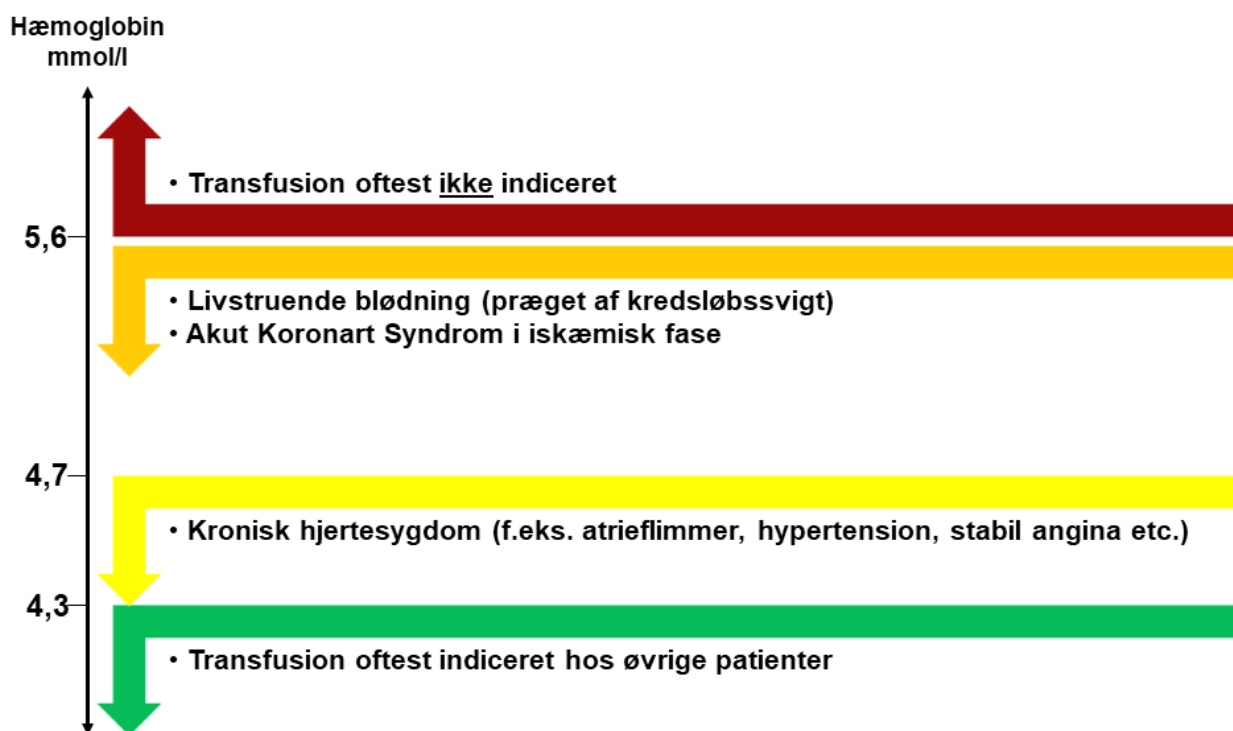 Hæmoglobin
mmol/l
• Transfusion oftest ikke indiceret
5,6
• Livstruende blødning (præget af kredsløbssvigt)
• Akut Koronart Syndrom i iskæmisk fase
4,7
• Kronisk hjertesygdom (f.eks. atrieflimmer, hypertension, stabil angina etc.)
4,3
• Transfusion oftest indiceret hos øvrige patienter